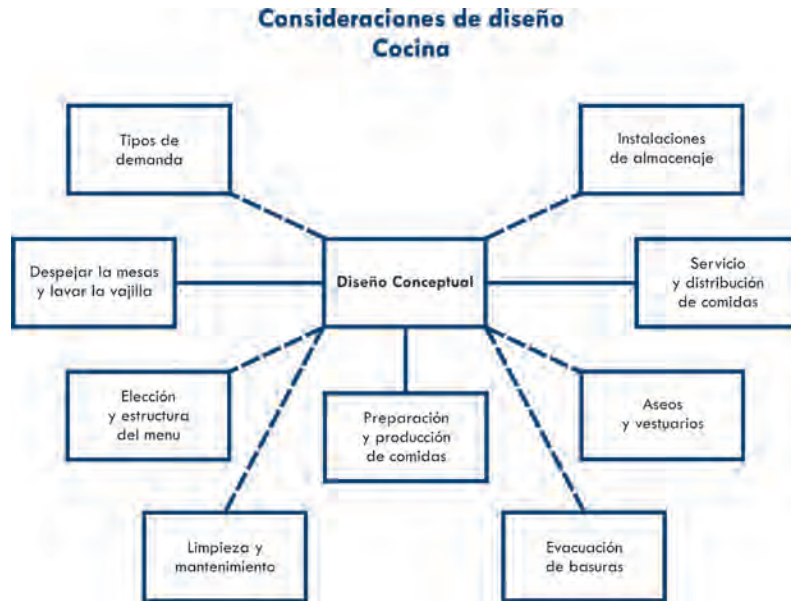 Consideraciones de diseño
Cocina
Tipos de
demanda
Instalaciones
de almacenaje
Despejar la mesas
y lavar la vajilla
Diseño Conceptual
Servicio
y distribución
de comidas
Elección
y estructura
del menu
Preparación
y producción
de comidas
Aseos
y vestuarios
Limpieza y
mantenimiento
Evacuación
de basuras